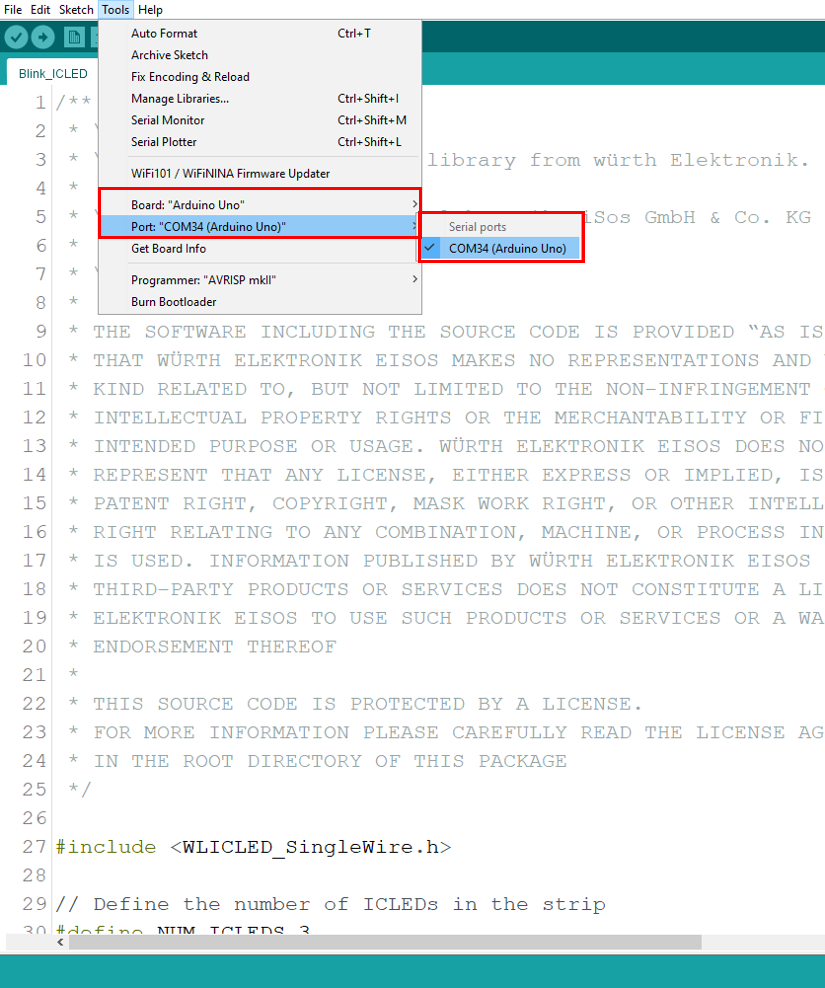 File Edit Sketch Tools Help
Auto Format Ctrl+T
Archive Sketch
Fix Encoding & Reload
Manage Libraries... Ctrl+Shift+I
Serial Monitor Ctrl+Shift+M
Serial Plotter Ctrl+Shift+L
WiFi101 / WiFiNINA Firmware Updater
Board: "Arduino Uno"
Port: "COM34 (Arduino Uno)"
Get Board Info
Programmer: "AVRISP mkII"
Burn Bootloader
Serial ports
COM34 (Arduino Uno)
Blink_ICLED
1 /**
2 * \
3 * \ library from würth Elektronik.
4 *
5 * \ iSos GmbH & Co. KG
6 *
7 * \
8 *
9 * THE SOFTWARE INCLUDING THE SOURCE CODE IS PROVIDED “AS IS
10 * THAT WÜRTH ELEKTRONIK EISOS MAKES NO REPRESENTATIONS AND
11 * KIND RELATED TO, BUT NOT LIMITED TO THE NON-INFRINGEMENT
12 * INTELLECTUAL PROPERTY RIGHTS OR THE MERCHANTABILITY OR FI
13 * INTENDED PURPOSE OR USAGE. WÜRTH ELEKTRONIK EISOS DOES NO
14 * REPRESENT THAT ANY LICENSE, EITHER EXPRESS OR IMPLIED, IS
15 * PATENT RIGHT, COPYRIGHT, MASK WORK RIGHT, OR OTHER INTELL
16 * RIGHT RELATING TO ANY COMBINATION, MACHINE, OR PROCESS IN
17 * IS USED. INFORMATION PUBLISHED BY WÜRTH ELEKTRONIK EISOS
18 * THIRD-PARTY PRODUCTS OR SERVICES DOES NOT CONSTITUTE A LI
19 * ELEKTRONIK EISOS TO USE SUCH PRODUCTS OR SERVICES OR A WA
20 * ENDORSEMENT THEREOF
21 *
22 * THIS SOURCE CODE IS PROTECTED BY A LICENSE.
23 * FOR MORE INFORMATION PLEASE CAREFULLY READ THE LICENSE AG
24 * IN THE ROOT DIRECTORY OF THIS PACKAGE
25 */
26
27 #include <WLICLED_SingleWire.h>
28
29 // Define the number of ICLEDs in the strip
30 #define NUM_ICLEDS 3